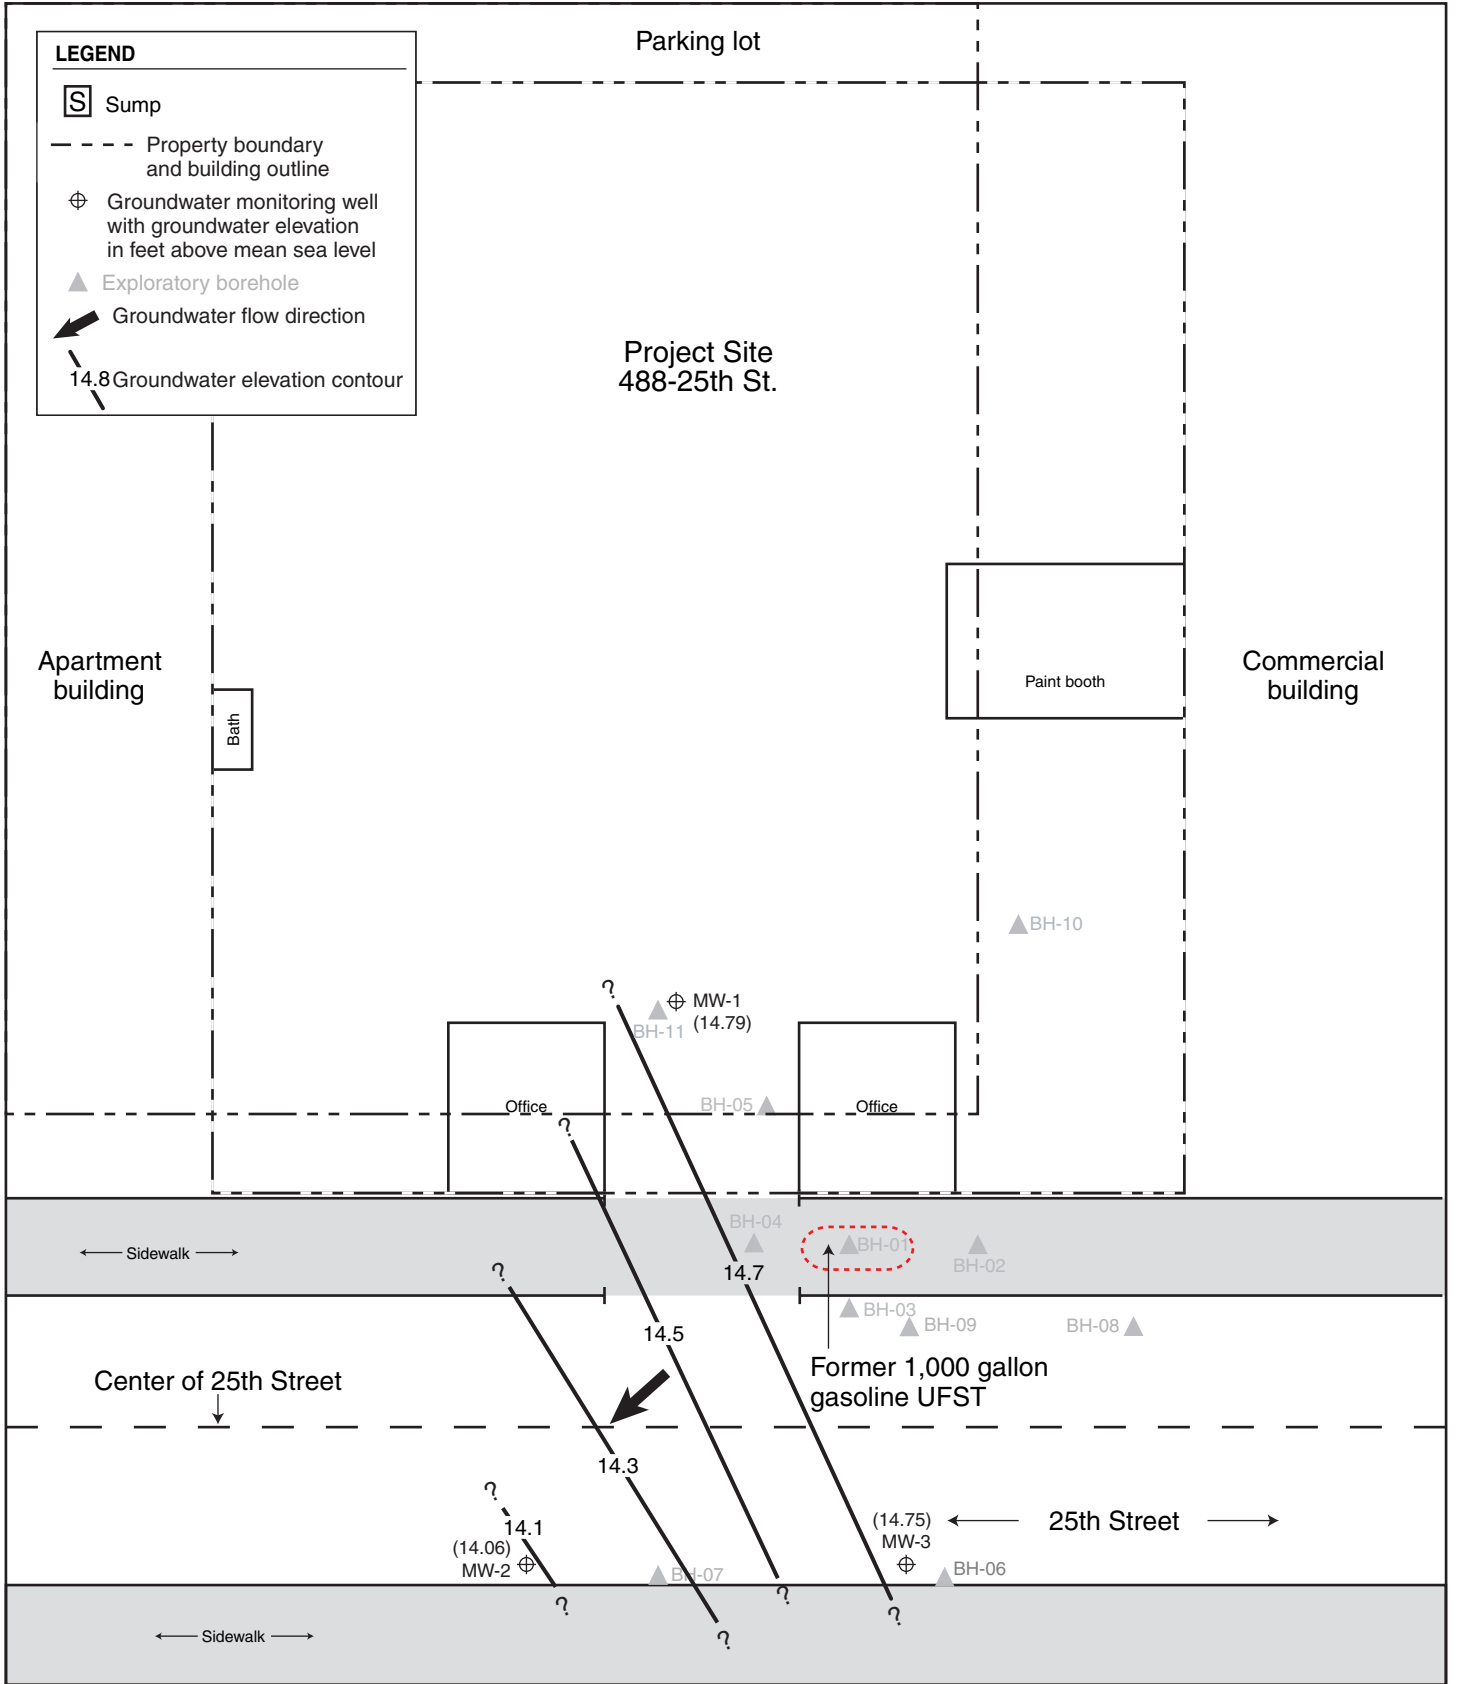 Parking lot
LEGEND
S Sump
Property boundary
and building outline
Groundwater monitoring well
with groundwater elevation
in feet above mean sea level
Exploratory borehole
Groundwater flow direction
14.8 Groundwater elevation contour
Project Site
488-25th St.
Apartment
building
Bath
Paint booth
Commercial
building
BH-10
?
MW-1
(14.79)
BH-11
Office
BH-05
Office
?
BH-04
BH-01
BH-02
Sidewalk
?
14.7
BH-03
BH-09
BH-08
14.5
Former 1,000 gallon
gasoline UFST
Center of 25th Street
14.3
?
14.1
(14.06)
MW-2
(14.75)
MW-3
25th Street
BH-07
BH-06
?
?
?
?
Sidewalk